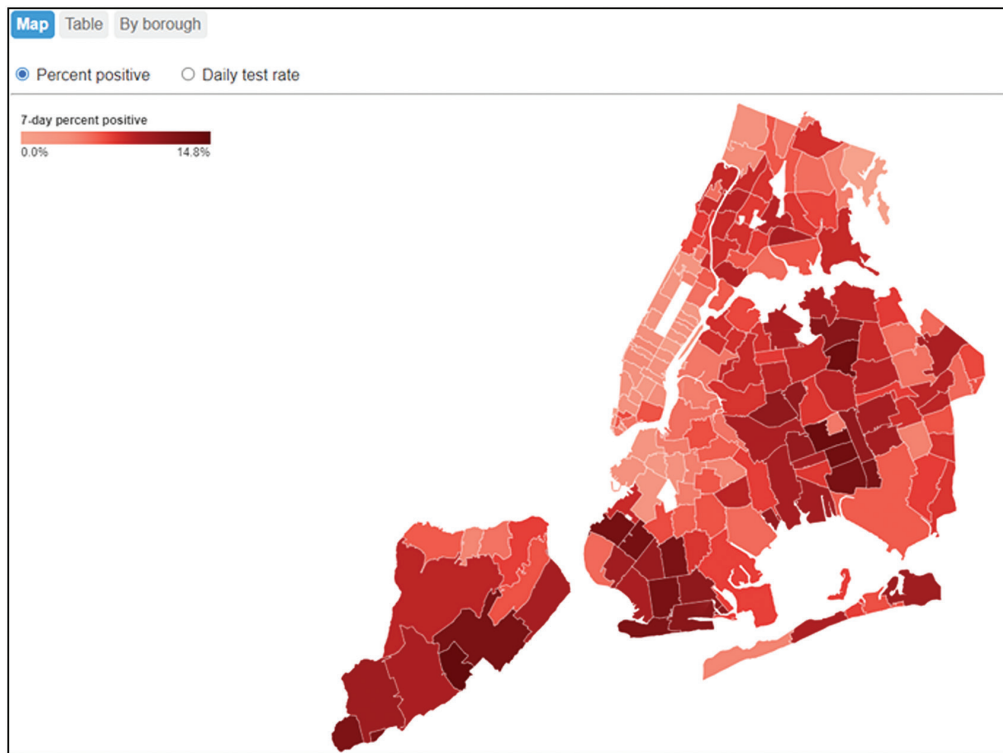 Map Table By borough
Percent positive Daily test rate
7-day percent positive
0.0% 14.8%